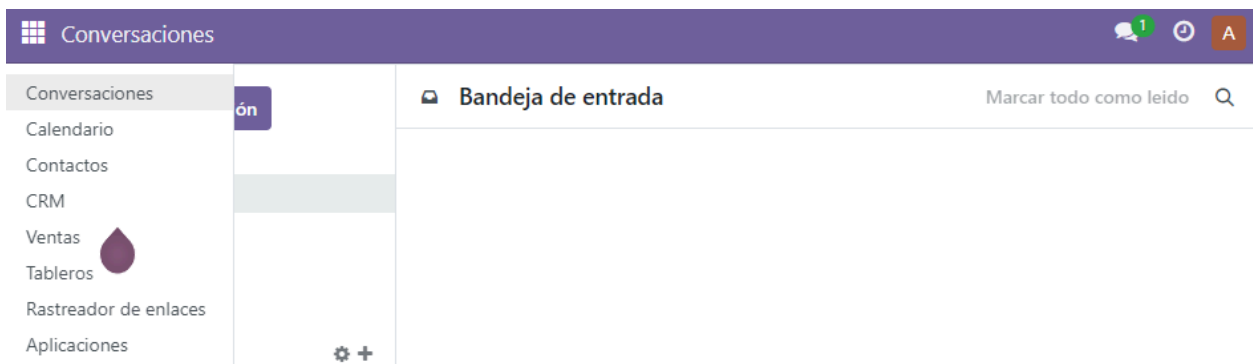 Conversaciones
1
A
Conversaciones
Calendario
Contactos
CRM
Ventas
Tableros
Rastreador de enlaces
Aplicaciones
ón
Bandeja de entrada
Marcar todo como leido